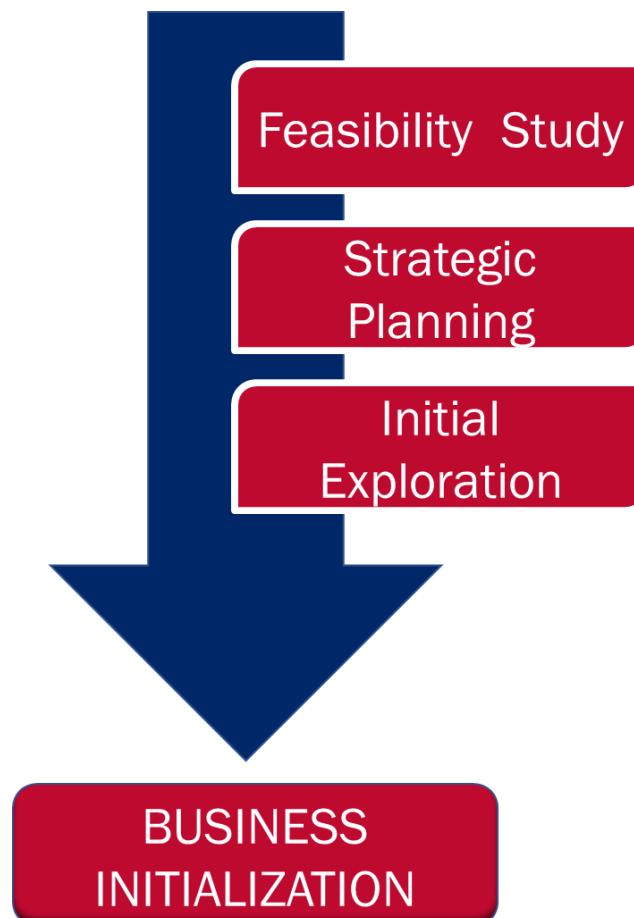 Feasibility Study
Strategic
Planning
Initial
Exploration
BUSINESS
INITIALIZATION